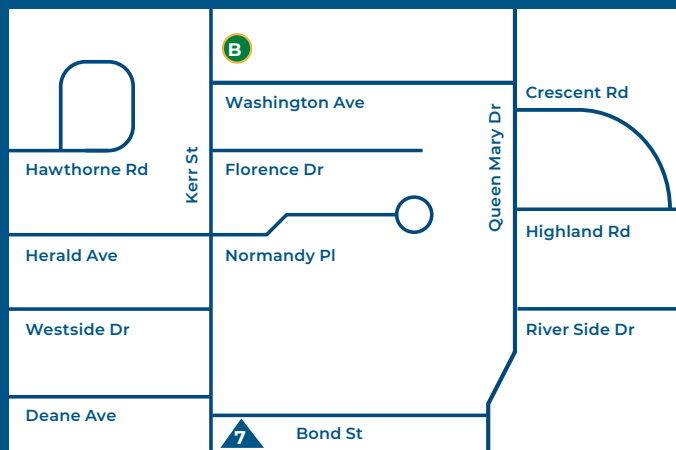 B
Crescent Rd
Washington Ave
Queen Mary Dr
Kerr St
Hawthorne Rd
Florence Dr
Highland Rd
Herald Ave
Normandy Pl
Westside Dr
River Side Dr
Deane Ave
7
Bond St